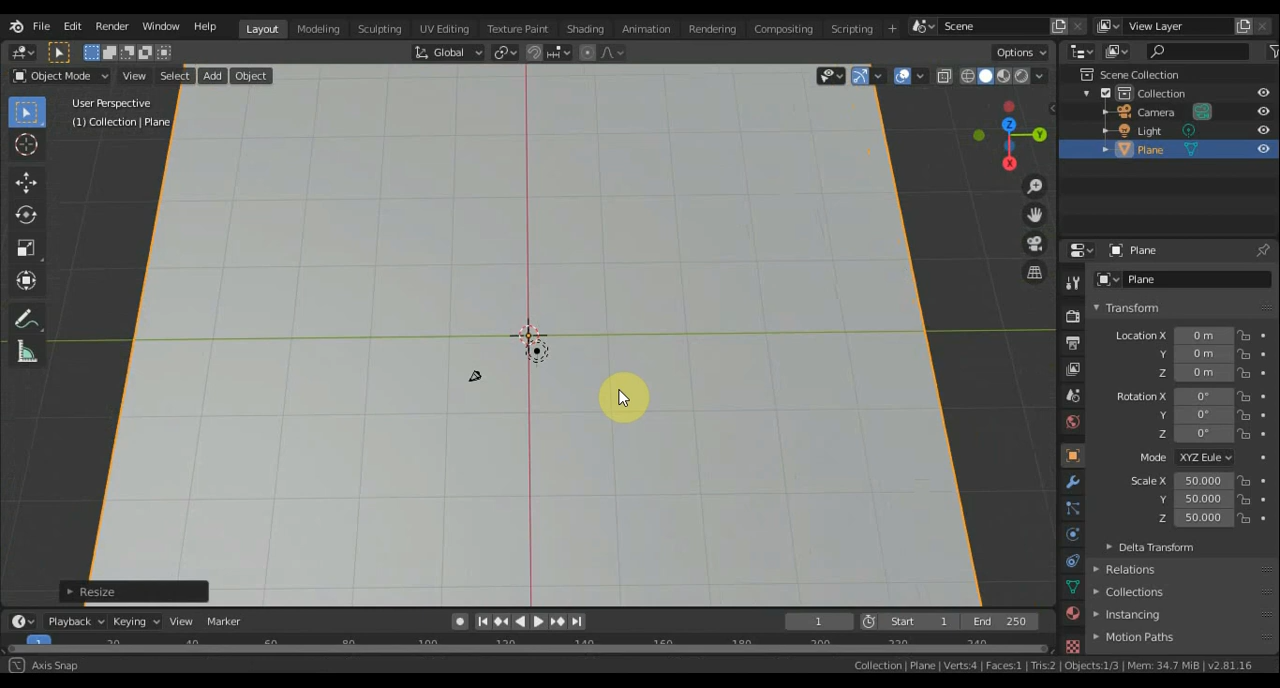 File Edit Render Window Help Layout Modeling Sculpting UV Editing Texture Paint Shading Animation Rendering Compositing Scripting + Scene View Layer
Global Options
Object Mode View Select Add Object
User Perspective
(1) Collection | Plane
Z
Y
X
Resize
Scene Collection
Collection
Camera
Light
Plane
Plane
Plane
Transform
Location X 0 m
Y 0 m
Z 0 m
Rotation X 0°
Y 0°
Z 0°
Mode XYZ Eule
Scale X 50.000
Y 50.000
Z 50.000
Delta Transform
Relations
Collections
Instancing
Motion Paths
Playback Keying View Marker 1 Start 1 End 250
1 20 40 60 80 100 120 140 160 180 200 220 240
Axis Snap Collection | Plane | Verts:4 | Faces:1 | Tris:2 | Objects:1/3 | Mem: 34.7 MiB | v2.81.16